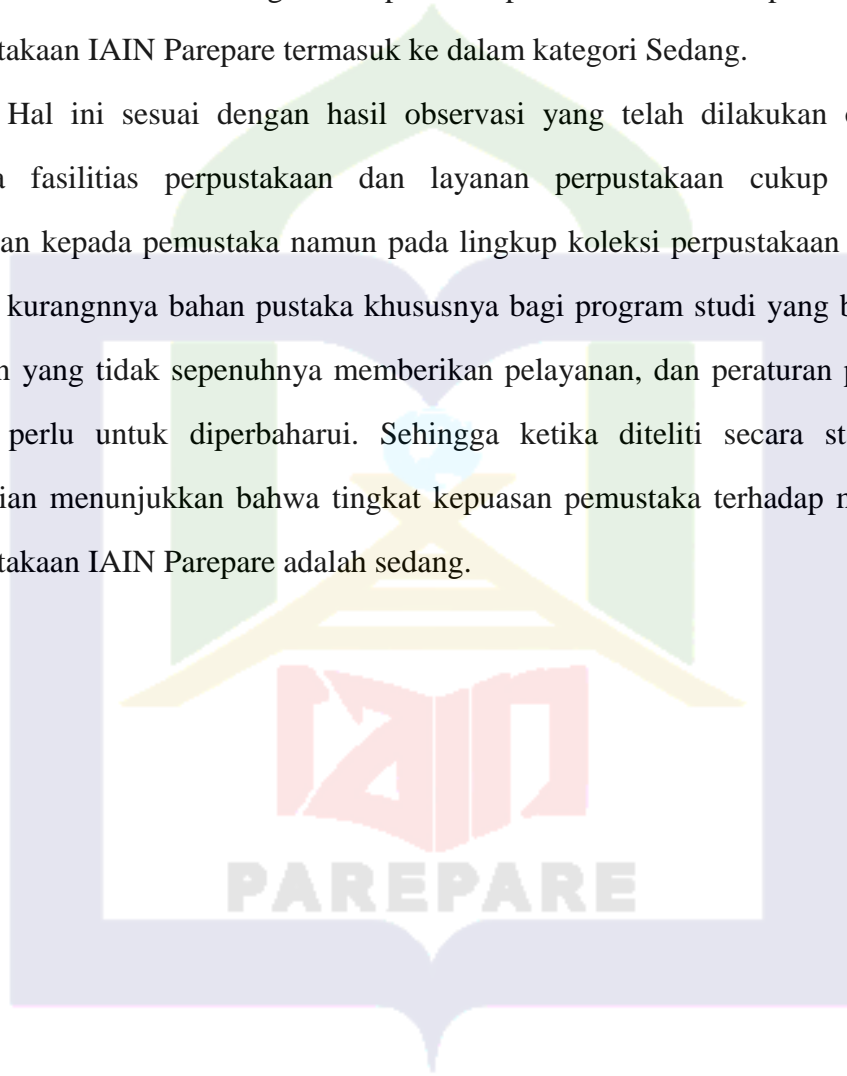 takaan IAIN Parepare termasuk ke dalam kategori Sedang.
Hal ini sesuai dengan hasil observasi yang telah dilakukan
fasilitias perpustakaan dan layanan perpustakaan cukup
an kepada pemustaka namun pada lingkup koleksi perpustakaan
kurangnnya bahan pustaka khususnya bagi program studi yang b
n yang tidak sepenuhnya memberikan pelayanan, dan peraturan p
perlu untuk diperbaharui. Sehingga ketika diteliti secara st
ian menunjukkan bahwa tingkat kepuasan pemustaka terhadap
takaan IAIN Parepare adalah sedang.
iain
PAREPARE